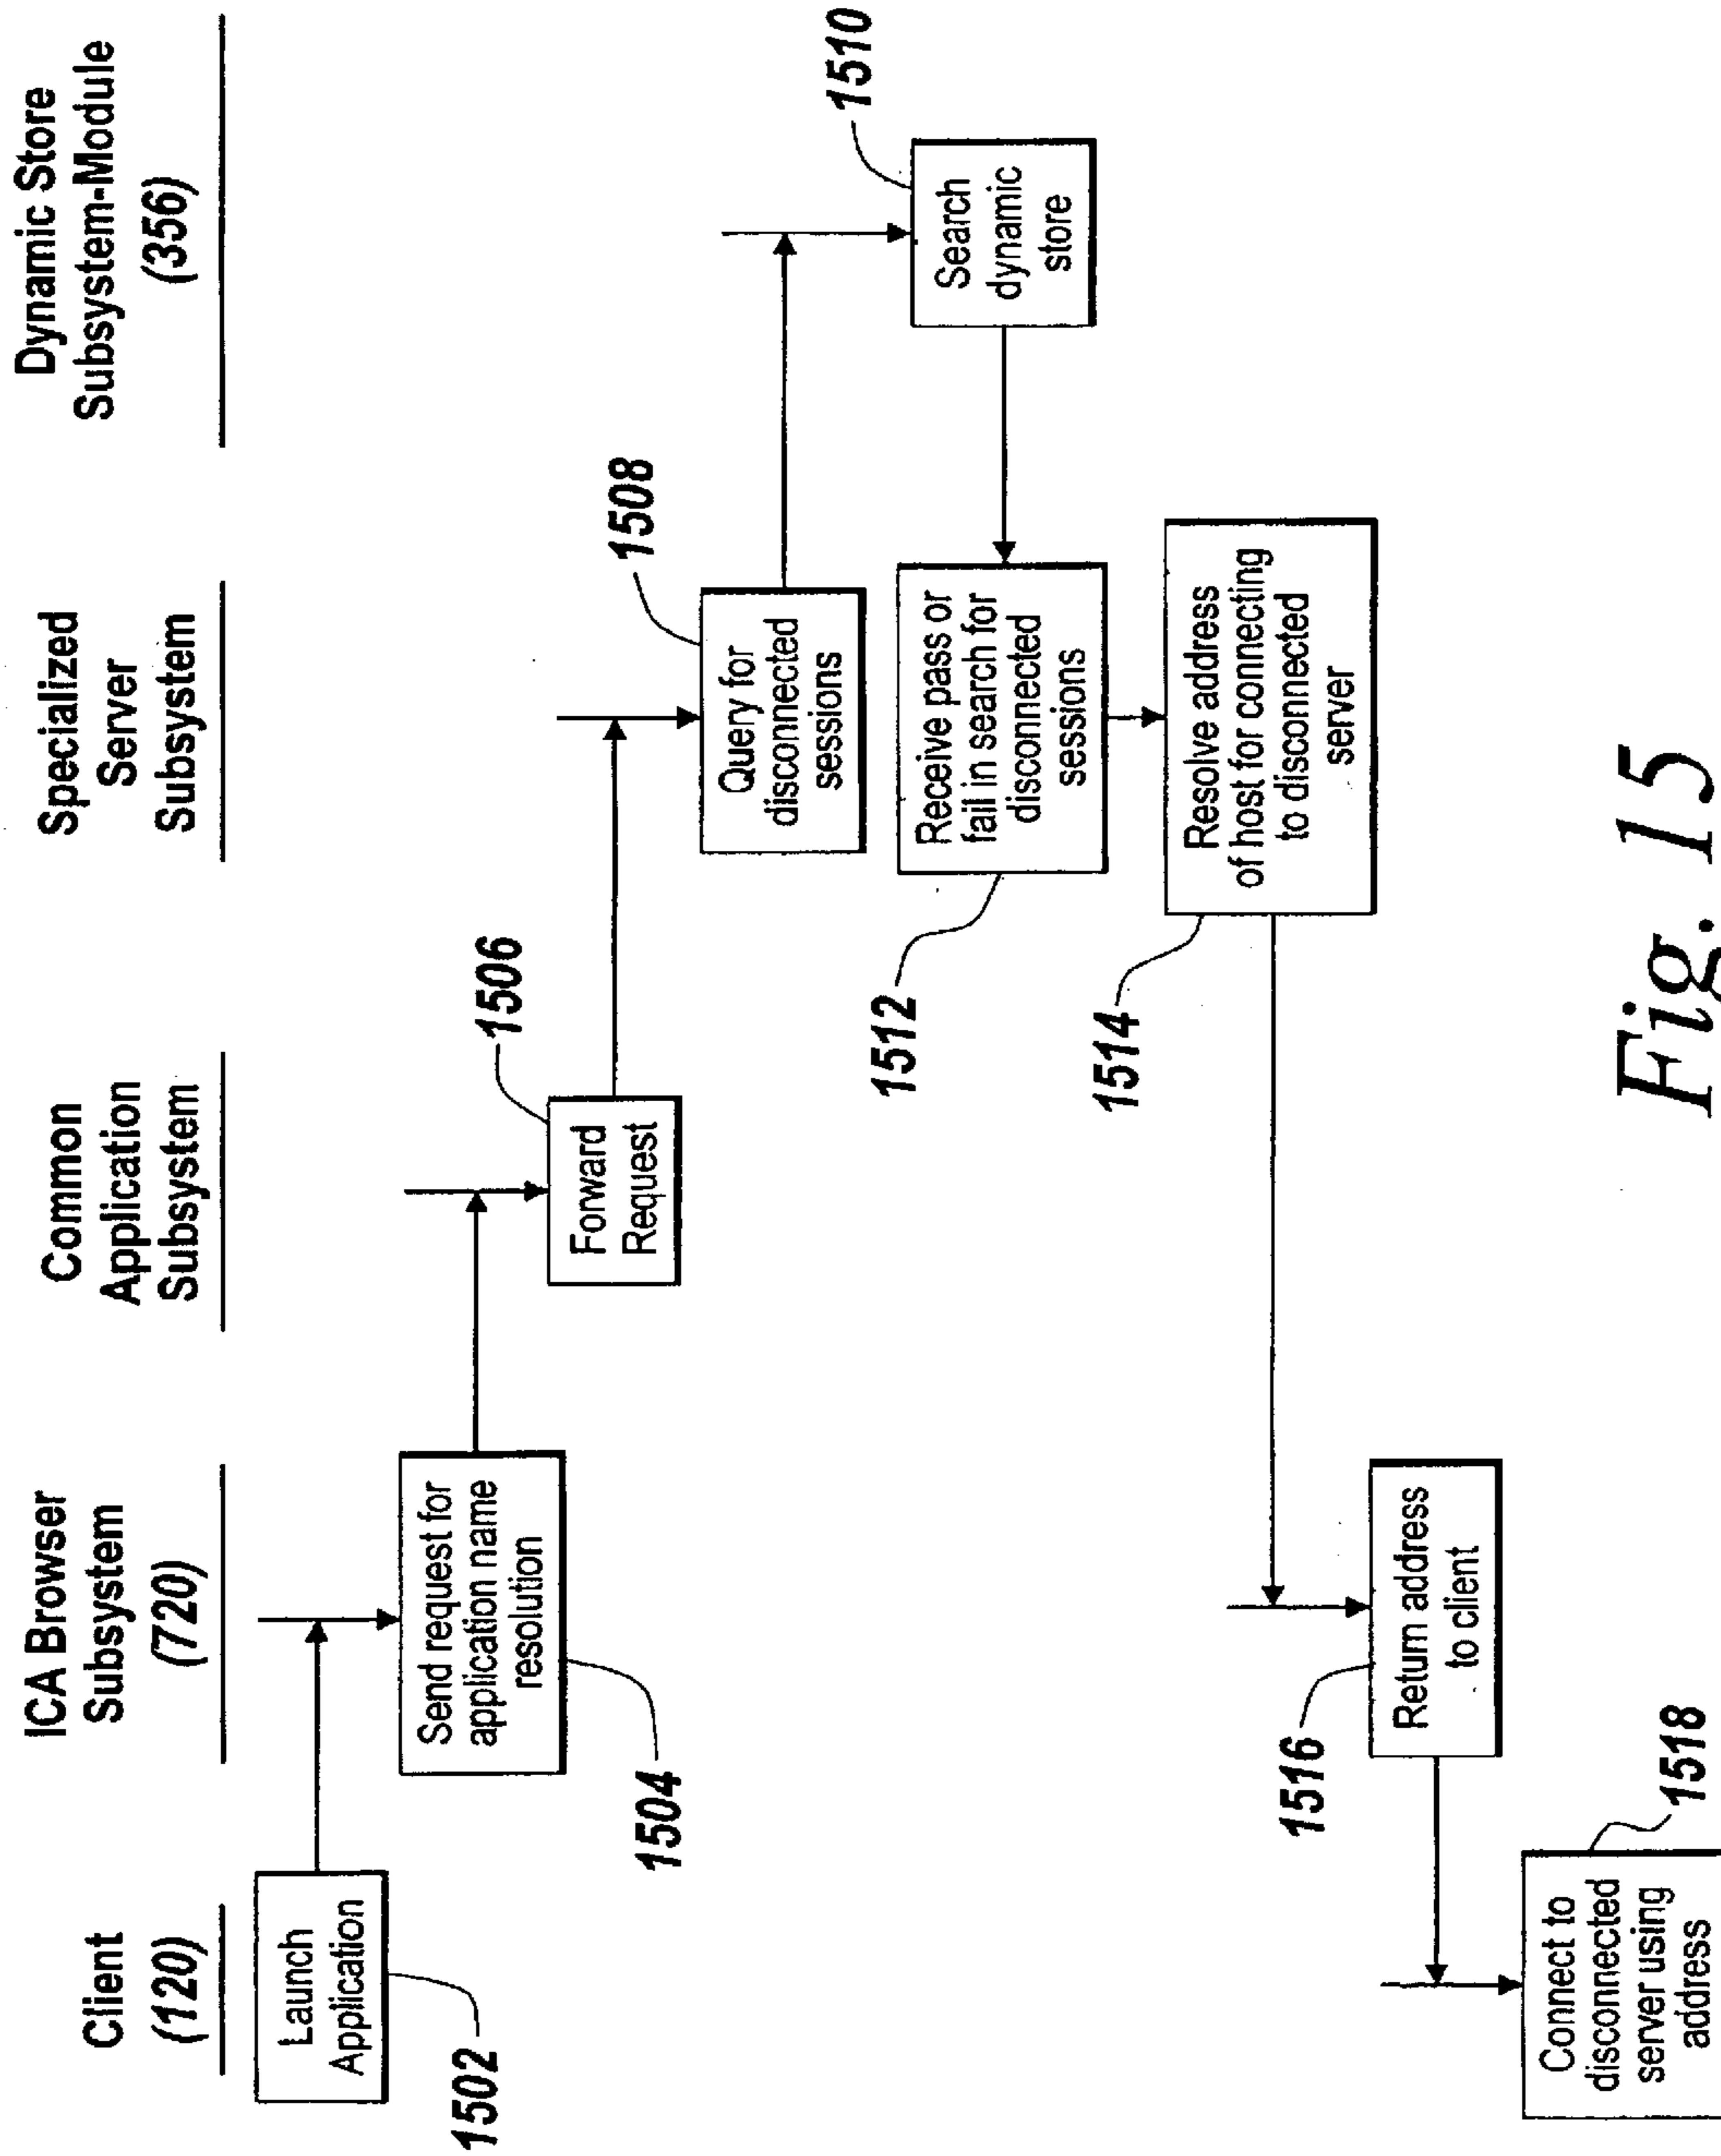 Client
(120)
ICA Browser
Subsystem
(720)
Common
Application
Subsystem
Specialized
Server
Subsystem
Dynamic Store
Subsystem-Module
(356)
Launch
Application
1502
Send request for
application name
resolution
1504
Forward
Request
1506
Query for
disconnected
sessions
1508
Search
dynamic
store
1510
Receive pass or
fail in search for
disconnected
sessions
1512
Resolve address
of host for connecting
to disconnected
server
1514
Return address
to client
1516
Connect to
disconnected
server using
address
1518
Fig. 15